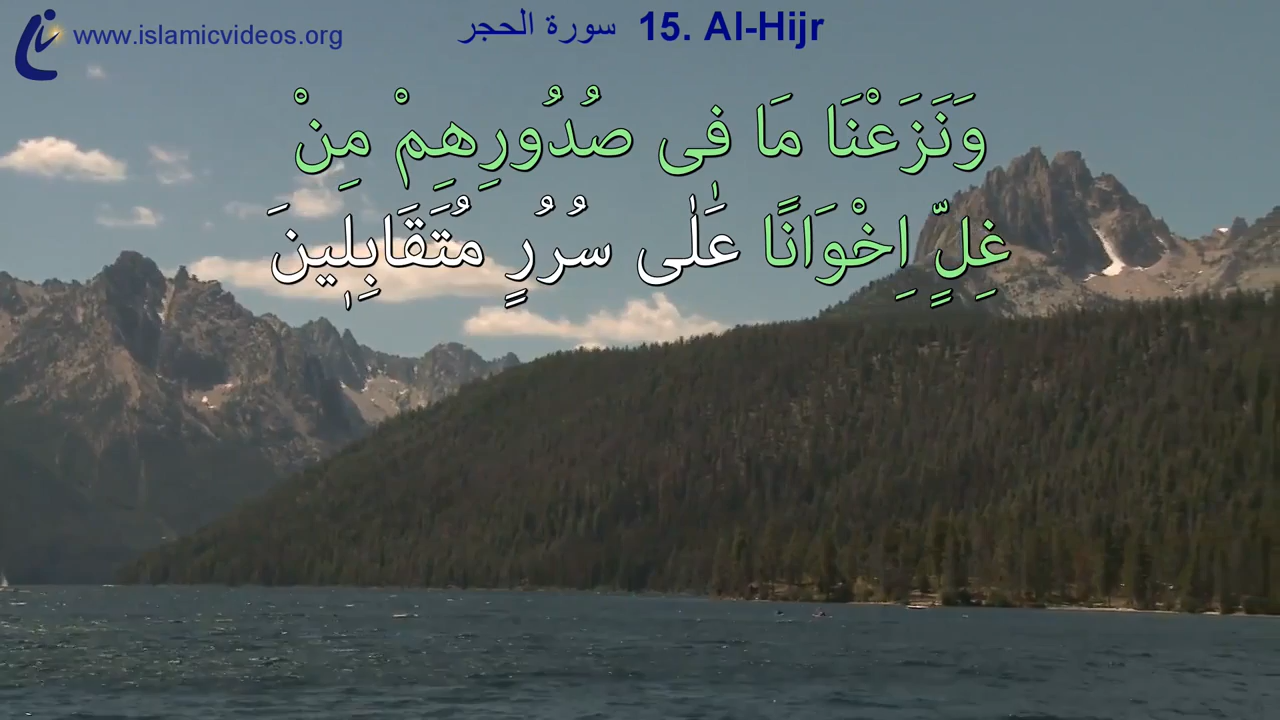 www.islamicvideos.org
سورة الحجر 15. Al-Hijr
وَنَزَعْنَا مَا فٖى صُدُورِهِمْ مِنْ
غِلٍّ اِخْوَانًا عَلٰى سُرُرٍ مُتَقَابِلٖينَ